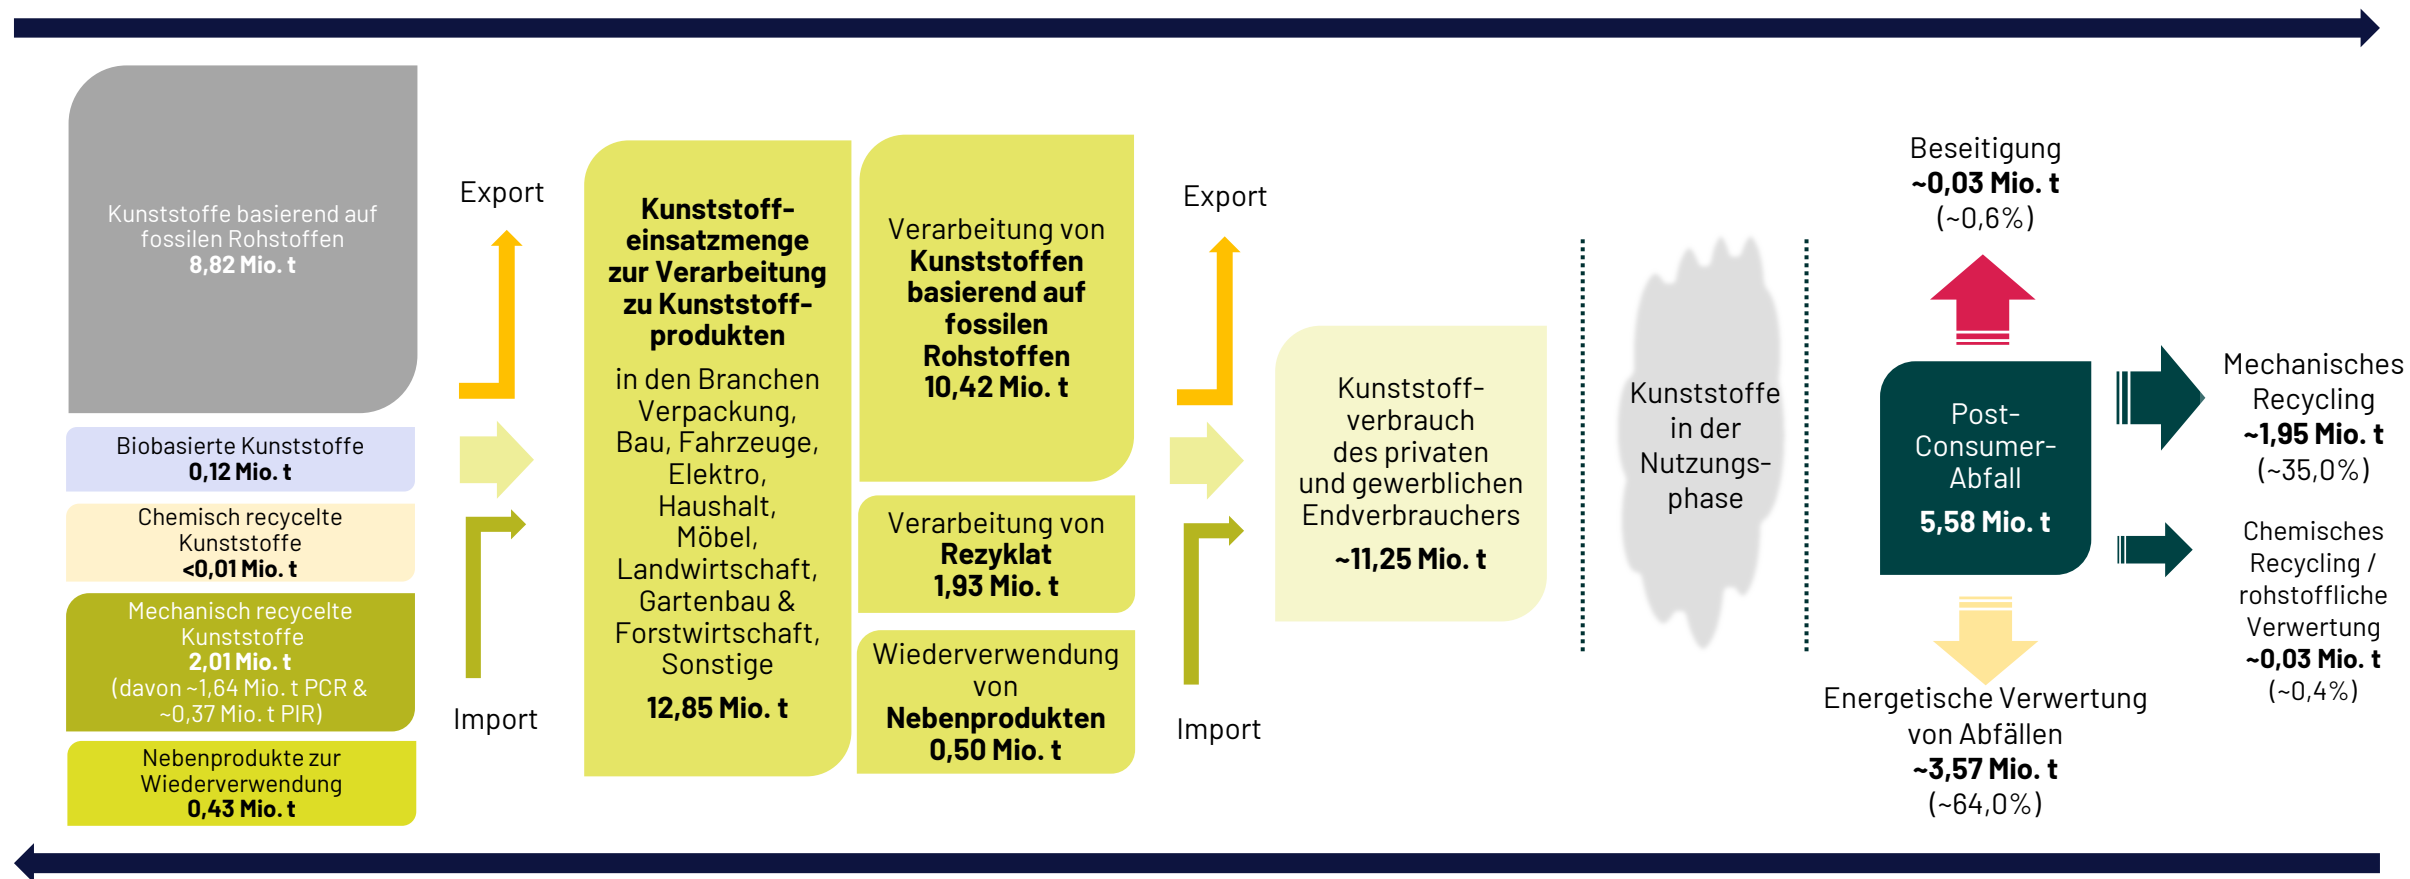 Kunststoffe basierend auf
fossilen Rohstoffen
8,82 Mio. t
Biobasierte Kunststoffe
0,12 Mio. t
Chemisch recycelte
Kunststoffe
<0,01 Mio. t
Mechanisch recycelte
Kunststoffe
2,01 Mio. t
(davon ~1,64 Mio. t PCR &
~0,37 Mio. t PIR)
Nebenprodukte zur
Wiederverwendung
0,43 Mio. t
Export
Import
Kunststoff-
einsatzmenge
zur Verarbeitung
zu Kunststoff-
produkten
in den Branchen
Verpackung,
Bau, Fahrzeuge,
Elektro,
Haushalt,
Möbel,
Landwirtschaft,
Gartenbau &
Forstwirtschaft,
Sonstige
12,85 Mio. t
Verarbeitung von
Kunststoffen
basierend auf
fossilen
Rohstoffen
10,42 Mio. t
Verarbeitung von
Rezyklat
1,93 Mio. t
Wiederverwendung
von
Nebenprodukten
0,50 Mio. t
Export
Import
Kunststoff-
verbrauch
des privaten
und gewerblichen
Endverbrauchers
~11,25 Mio. t
Kunststoffe
in der
Nutzungs-
phase
Beseitigung
~0,03 Mio. t
(~0,6%)
Post-
Consumer-
Abfall
5,58 Mio. t
Mechanisches
Recycling
~1,95 Mio. t
(~35,0%)
Chemisches
Recycling /
rohstoffliche
Verwertung
~0,03 Mio. t
(~0,4%)
Energetische Verwertung
von Abfällen
~3,57 Mio. t
(~64,0%)